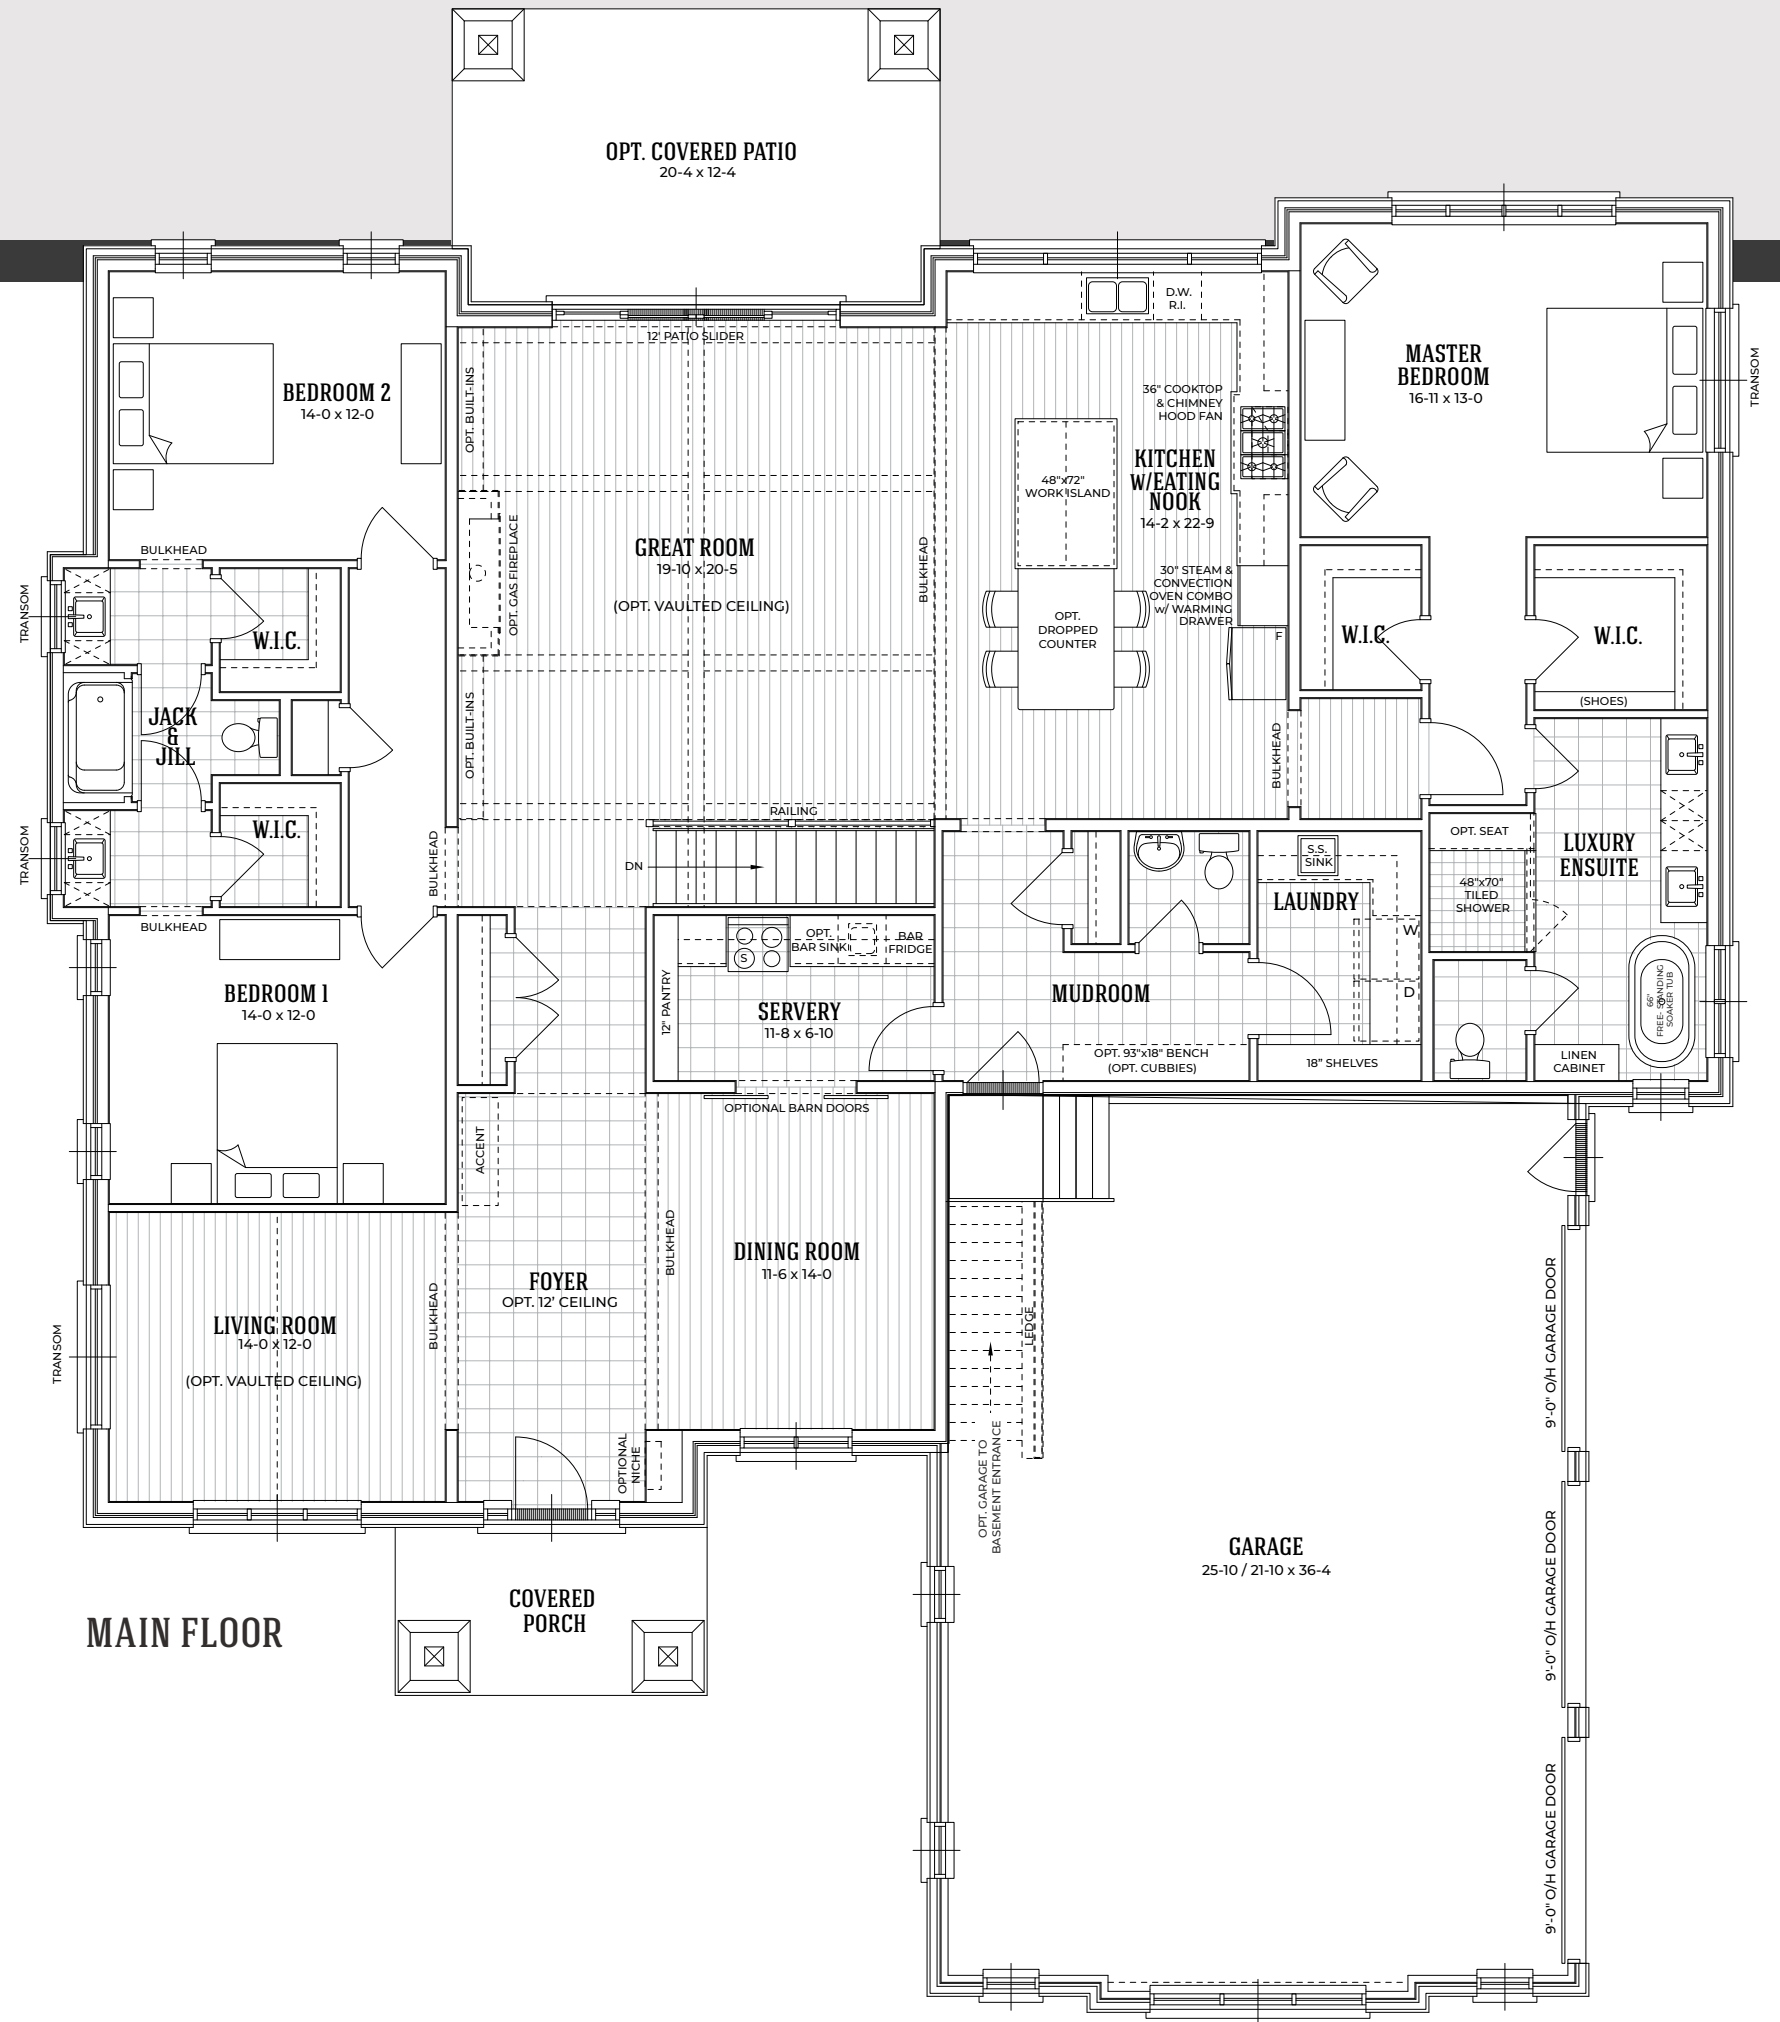 OPT. COVERED PATIO
20-4 x 12-4
12' PATIO SLIDER
OPT. BUILT-INS
BEDROOM 2
14-0 x 12-0
BULKHEAD
TRANSOM
W.I.C.
JACK
&
JILL
W.I.C.
TRANSOM
BULKHEAD
BULKHEAD
BEDROOM 1
14-0 x 12-0
OPT. GAS FIREPLACE
OPT. BUILT-INS
GREAT ROOM
19-10 x 20-5
(OPT. VAULTED CEILING)
BULKHEAD
RAILING
DN
36" COOKTOP
& CHIMNEY
HOOD FAN
D.W.
R.I.
48"x72"
WORK ISLAND
KITCHEN
W/EATING
NOOK
14-2 x 22-9
30" STEAM &
CONVECTION
OVEN COMBO
w/ WARMING
DRAWER
F
OPT.
DROPPED
COUNTER
BULKHEAD
MASTER
BEDROOM
16-11 x 13-0
TRANSOM
W.I.C.
W.I.C.
(SHOES)
OPT. SEAT
48"x70"
TILED
SHOWER
LUXURY
ENSUITE
66"
FREE- STANDING
SOAKER TUB
LINEN
CABINET
S.S.
SINK
LAUNDRY
W
D
18" SHELVES
MUDROOM
OPT. 93"x18" BENCH
(OPT. CUBBIES)
OPT.
BAR SINK
BAR
FRIDGE
S
12" PANTRY
SERVERY
11-8 x 6-10
OPTIONAL BARN DOORS
ACCENT
BULKHEAD
DINING ROOM
11-6 x 14-0
FOYER
OPT. 12' CEILING
BULKHEAD
LIVING ROOM
14-0 x 12-0
(OPT. VAULTED CEILING)
TRANSOM
OPTIONAL
NICHE
LEDGE
OPT. GARAGE TO
BASEMENT ENTRANCE
GARAGE
25-10 / 21-10 x 36-4
9'-0" O/H GARAGE DOOR
9'-0" O/H GARAGE DOOR
9'-0" O/H GARAGE DOOR
COVERED
PORCH
MAIN FLOOR